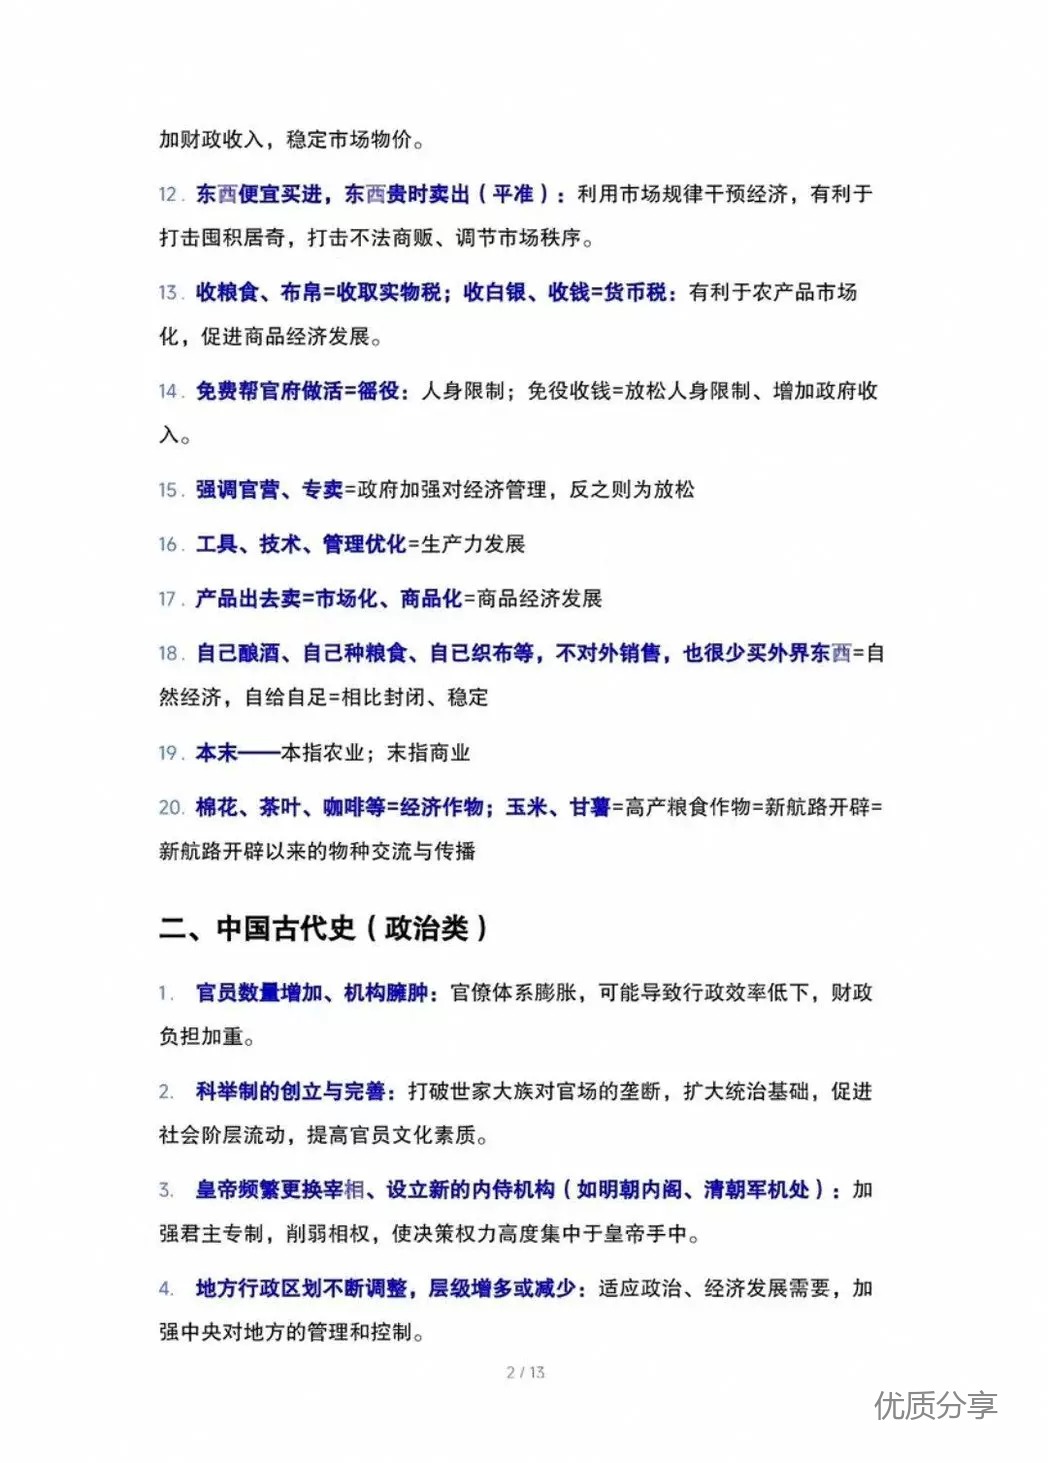 加财政收入，稳定市场物价。
12. 东西便宜买进，东西贵时卖出（平准）：利用市场规律干预经济，有利于
打击囤积居奇，打击不法商贩、调节市场秩序。
13. 收粮食、布帛=收取实物税；收白银、收钱=货币税：有利于农产品市场
化，促进商品经济发展。
14. 免费帮官府做活=徭役：人身限制；免役收钱=放松人身限制、增加政府收
入。
15. 强调官营、专卖=政府加强对经济管理，反之则为放松
16. 工具、技术、管理优化=生产力发展
17. 产品出去卖=市场化、商品化=商品经济发展
18. 自己酿酒、自己种粮食、自已织布等，不对外销售，也很少买外界东西=自
然经济，自给自足=相比封闭、稳定
19. 本末——本指农业；末指商业
20. 棉花、茶叶、咖啡等=经济作物；玉米、甘薯=高产粮食作物=新航路开辟=
新航路开辟以来的物种交流与传播
二、中国古代史（政治类）
1. 官员数量增加、机构臃肿：官僚体系膨胀，可能导致行政效率低下，财政
负担加重。
2. 科举制的创立与完善：打破世家大族对官场的垄断，扩大统治基础，促进
社会阶层流动，提高官员文化素质。
3. 皇帝频繁更换宰相、设立新的内侍机构（如明朝内阁、清朝军机处）：加
强君主专制，削弱相权，使决策权力高度集中于皇帝手中。
4. 地方行政区划不断调整，层级增多或减少：适应政治、经济发展需要，加
强中央对地方的管理和控制。
2 / 13
优质分享